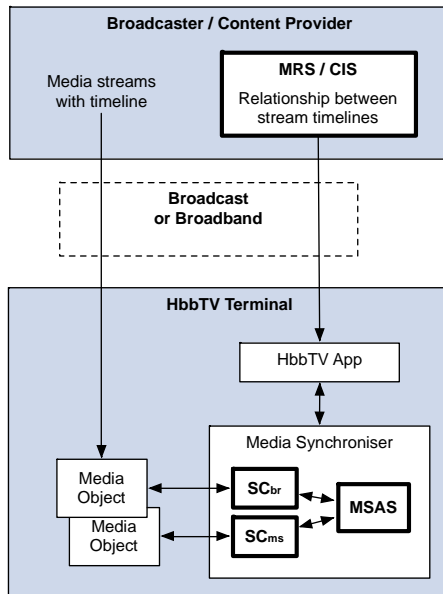 Broadcaster / Content Provider
Media streams
with timeline
MRS / CIS
Relationship between
stream timelines
Broadcast
or Broadband
HbbTV Terminal
HbbTV App
Media Synchroniser
Media
Object
SCbr
MSAS
Media
Object
SCms